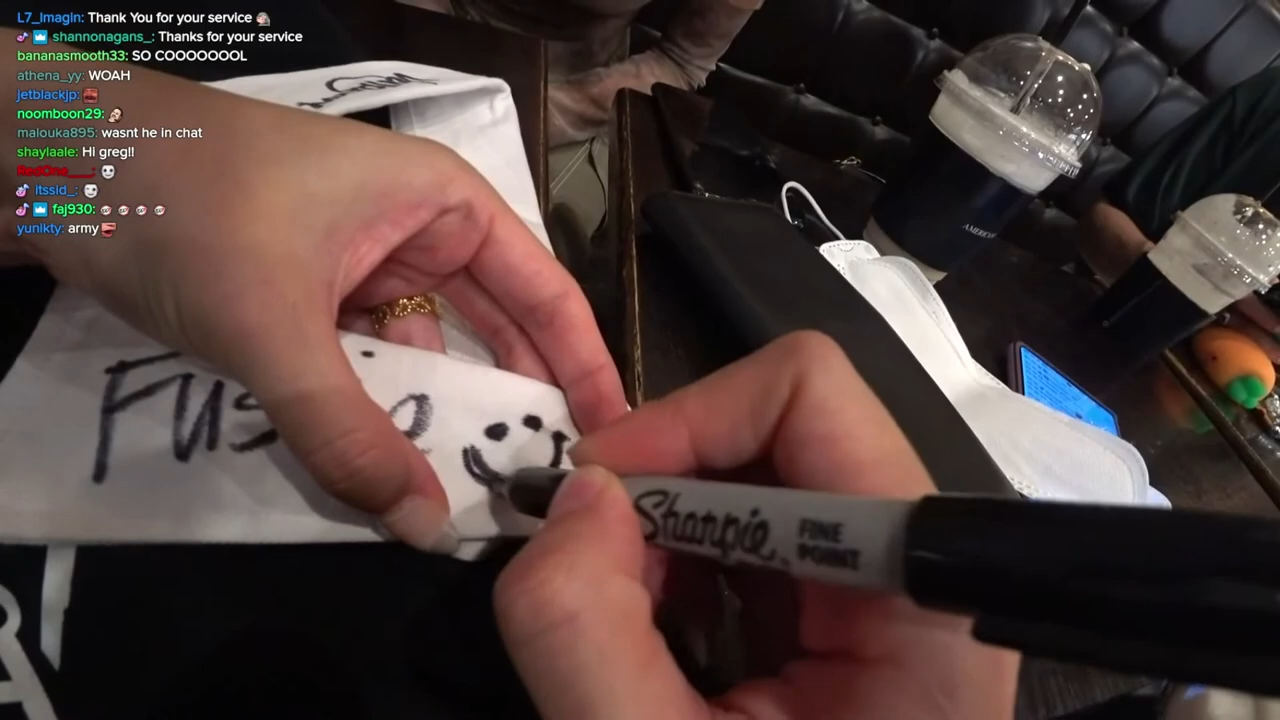 L7_Imagin: Thank You for your service
shannonagans_: Thanks for your service
bananasmooth33: SO COOOOOOOL
athena_yy: WOAH
jetblackjp:
noomboon29:
malouka895: wasnt he in chat
shaylaale: Hi greg!!
RedOne___:
itssid_:
faj930:
yunikty: army
Sharpie
FINE
POINT